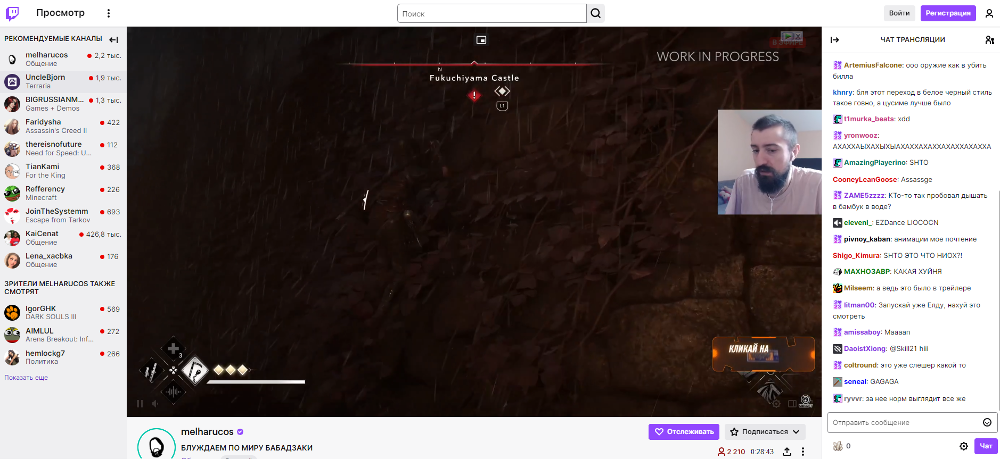 Просмотр
Поиск
Войти
Регистрация
РЕКОМЕНДУЕМЫЕ КАНАЛЫ
melharucos 2,2 тыс.
Общение
UncleBjorn 1,9 тыс.
Terraria
BIGRUSSIANM... 1,3 тыс.
Games + Demos
Faridysha 422
Assassin's Creed II
thereisnofuture 112
Need for Speed: U...
TianKami 368
For the King
Refferency 226
Minecraft
JoinTheSystemm 693
Escape from Tarkov
KaiCenat 426,8 тыс.
Общение
Lena_xacbka 176
Общение
ЗРИТЕЛИ MELHARUCOS ТАКЖЕ
СМОТРЯТ
IgorGHK 569
DARK SOULS III
AIMLUL 272
Arena Breakout: Inf...
hemlockg7 266
Политика
Показать еще
В ЭФИРЕ
WORK IN PROGRESS
N
Fukuchiyama Castle
L1
3
КЛИКАЙ НА
UBISOFT
melharucos
БЛУЖДАЕМ ПО МИРУ БАБАДЗАКИ
Отслеживать
Подписаться
2 210 0:28:43
ЧАТ ТРАНСЛЯЦИИ
ArtemiusFalcone: ооо оружие как в убить
билла
khnry: бля этот переход в белое черный стиль
такое говно, а цусиме лучше было
t1murka_beats: xdd
yronwooz:
АХАХХАЫХАХЫХЫАХАХХАХАХХАХАХХАХАХХА
AmazingPlayerino: SHTO
CooneyLeanGoose: Assassge
ZAME5zzzz: КТо-то так пробовал дышать
в бамбук в воде?
elevenl_: EZDance LIOCOCN
pivnoy_kaban: анимации мое почтение
Shigo_Kimura: SHTO ЭТО ЧТО НИОХ?!
МАХНОЗАВР: КАКАЯ ХУЙНЯ
Milseem: а ведь это было в трейлере
litman00: Запускай уже Елду, нахуй это
смотреть
amissaboy: Маааан
DaoistXiong: @Skill21 hiii
coltround: это уже слешер какой то
seneal: GAGAGA
ryvvr: за нее норм выглядит все же
Отправить сообщение
0
Чат